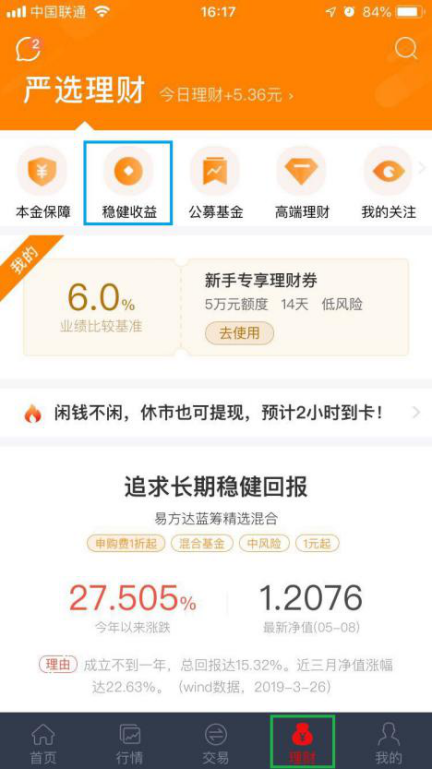 中国联通
16:17
84%
2
严选理财 今日理财+5.36元 ›
本金保障 稳健收益 公募基金 高端理财 我的关注
我的
6.0%
业绩比较基准
新手专享理财券
5万元额度 14天 低风险
去使用
闲钱不闲，休市也可提现，预计2小时到卡！
追求长期稳健回报
易方达蓝筹精选混合
申购费1折起 混合基金 中风险 1元起
27.505% 1.2076
今年以来涨跌 最新净值(05-08)
理由 成立不到一年，总回报达15.32%。近三月净值涨幅
达22.63%。（wind数据，2019-3-26）
首页 行情 交易 理财 我的